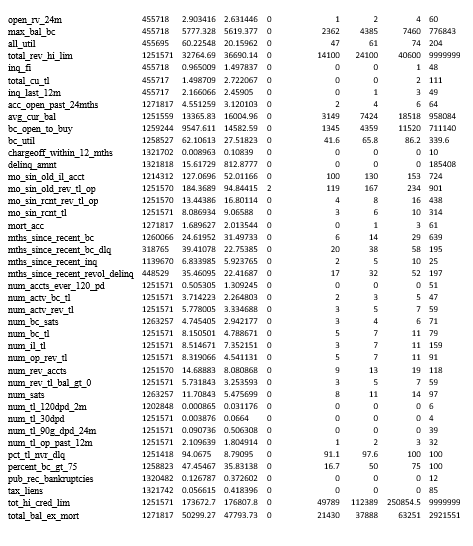 open_rv_24m 455718 2.903416 2.631446 0 1 2 4 60
max_bal_bc 455718 5777.328 5619.377 0 2362 4385 7460 776843
all_util 455695 60.22548 20.15962 0 47 61 74 204
total_rev_hi_lim 1251571 32764.69 36690.14 0 14100 24100 40600 9999999
inq_fi 455718 0.965009 1.497837 0 0 0 1 48
total_cu_tl 455717 1.498709 2.722067 0 0 0 2 111
inq_last_12m 455717 2.166066 2.45905 0 0 1 3 49
acc_open_past_24mths 1271817 4.551259 3.120103 0 2 4 6 64
avg_cur_bal 1251559 13365.83 16004.96 0 3149 7424 18518 958084
bc_open_to_buy 1259244 9547.611 14582.59 0 1345 4359 11520 711140
bc_util 1258527 62.10613 27.51823 0 41.6 65.8 86.2 339.6
chargeoff_within_12_mths 1321702 0.008963 0.10839 0 0 0 0 10
delinq_amnt 1321818 15.61729 812.8777 0 0 0 0 185408
mo_sin_old_il_acct 1214312 127.0696 52.01166 0 100 130 153 724
mo_sin_old_rev_tl_op 1251570 184.3689 94.84415 2 119 167 234 901
mo_sin_rcnt_rev_tl_op 1251570 13.44386 16.80114 0 4 8 16 438
mo_sin_rcnt_tl 1251571 8.086934 9.06588 0 3 6 10 314
mort_acc 1271817 1.689627 2.013544 0 0 1 3 61
mths_since_recent_bc 1260066 24.61952 31.49733 0 6 14 29 639
mths_since_recent_bc_dlq 318765 39.41078 22.75385 0 20 38 58 195
mths_since_recent_inq 1139670 6.833985 5.923765 0 2 5 10 25
mths_since_recent_revol_delinq 448529 35.46095 22.41687 0 17 32 52 197
num_accts_ever_120_pd 1251571 0.505305 1.309245 0 0 0 0 51
num_actv_bc_tl 1251571 3.714223 2.264803 0 2 3 5 47
num_actv_rev_tl 1251571 5.778005 3.334688 0 3 5 7 59
num_bc_sats 1263257 4.745405 2.942177 0 3 4 6 71
num_bc_tl 1251571 8.150501 4.788671 0 5 7 11 79
num_il_tl 1251571 8.514671 7.352151 0 3 7 11 159
num_op_rev_tl 1251571 8.319066 4.541131 0 5 7 11 91
num_rev_accts 1251570 14.68883 8.080868 0 9 13 19 118
num_rev_tl_bal_gt_0 1251571 5.731843 3.253593 0 3 5 7 59
num_sats 1263257 11.70843 5.475699 0 8 11 14 97
num_tl_120dpd_2m 1202848 0.000865 0.031176 0 0 0 0 6
num_tl_30dpd 1251571 0.003876 0.0664 0 0 0 0 4
num_tl_90g_dpd_24m 1251571 0.090736 0.506308 0 0 0 0 39
num_tl_op_past_12m 1251571 2.109639 1.804914 0 1 2 3 32
pct_tl_nvr_dlq 1251418 94.0675 8.79095 0 91.1 97.6 100 100
percent_bc_gt_75 1258823 47.45467 35.83138 0 16.7 50 75 100
pub_rec_bankruptcies 1320482 0.126787 0.372602 0 0 0 0 12
tax_liens 1321742 0.056615 0.418396 0 0 0 0 85
tot_hi_cred_lim 1251571 173672.7 176807.8 0 49789 112389 250854.5 9999999
total_bal_ex_mort 1271817 50299.27 47793.73 0 21430 37888 63251 2921551